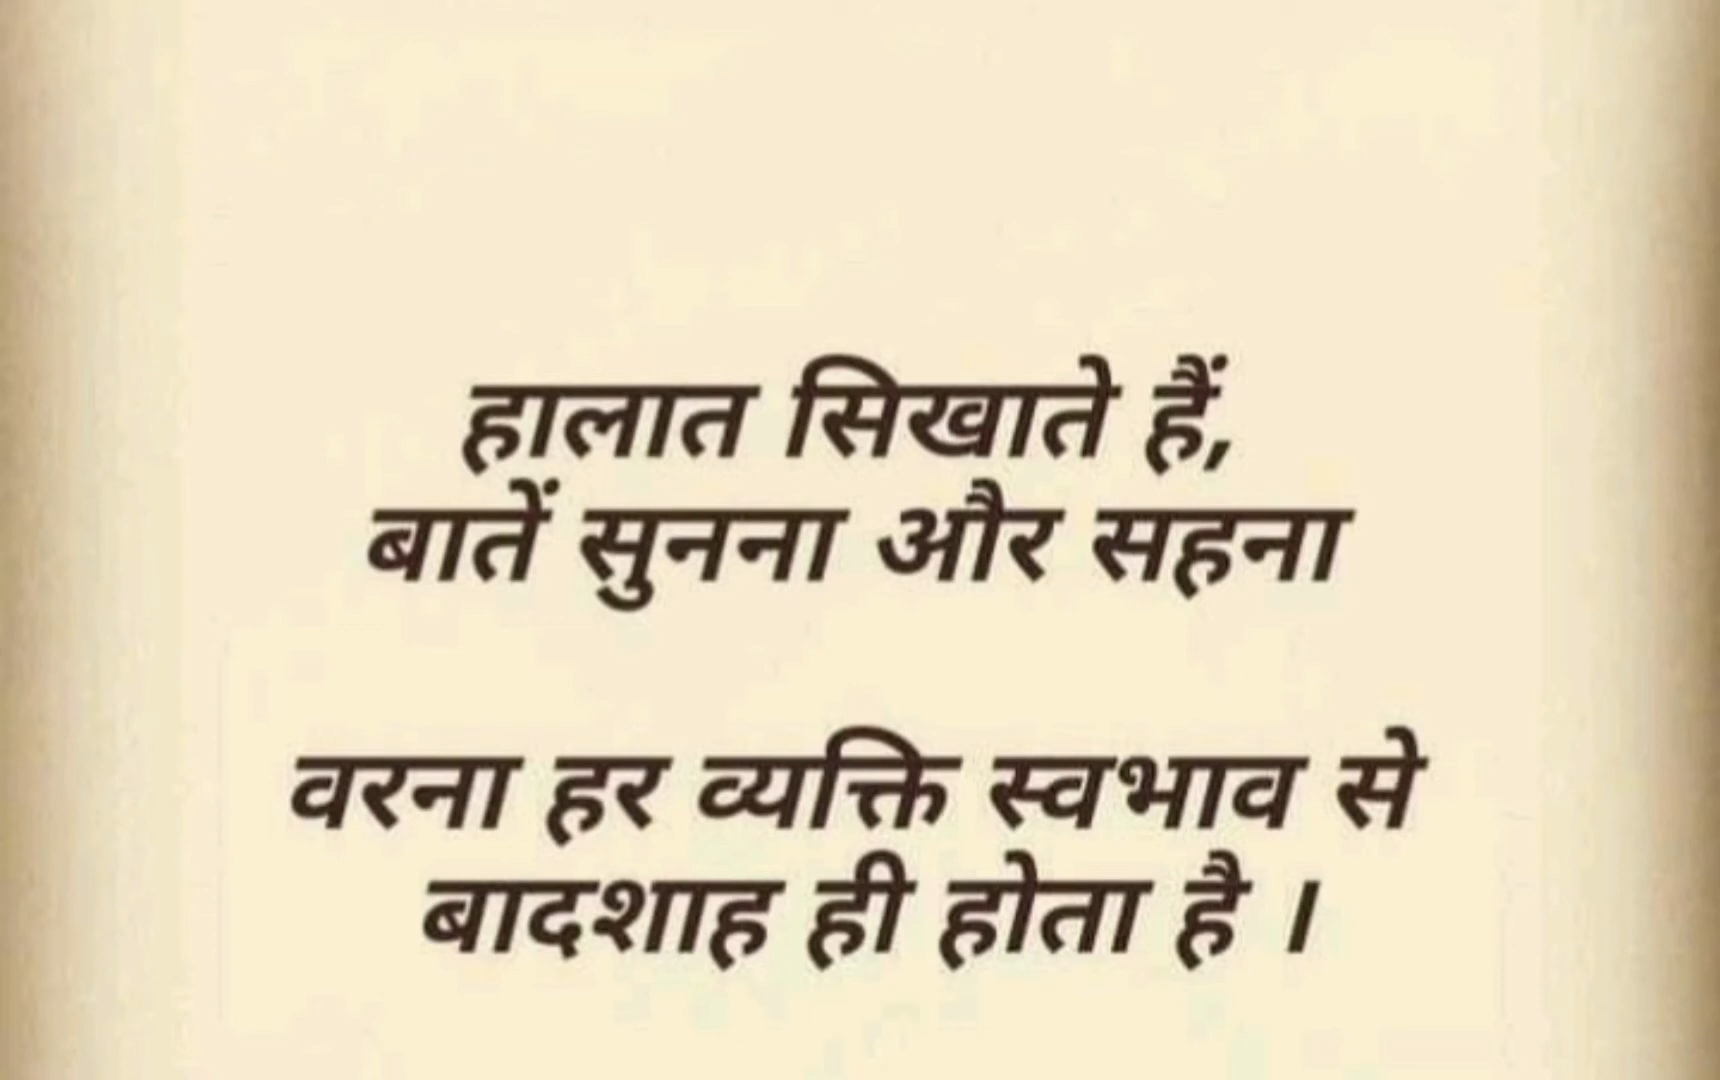 हालात सिखाते हैं,
बातें सुनना और सहना
वरना हर व्यक्ति स्वभाव से
बादशाह ही होता है ।